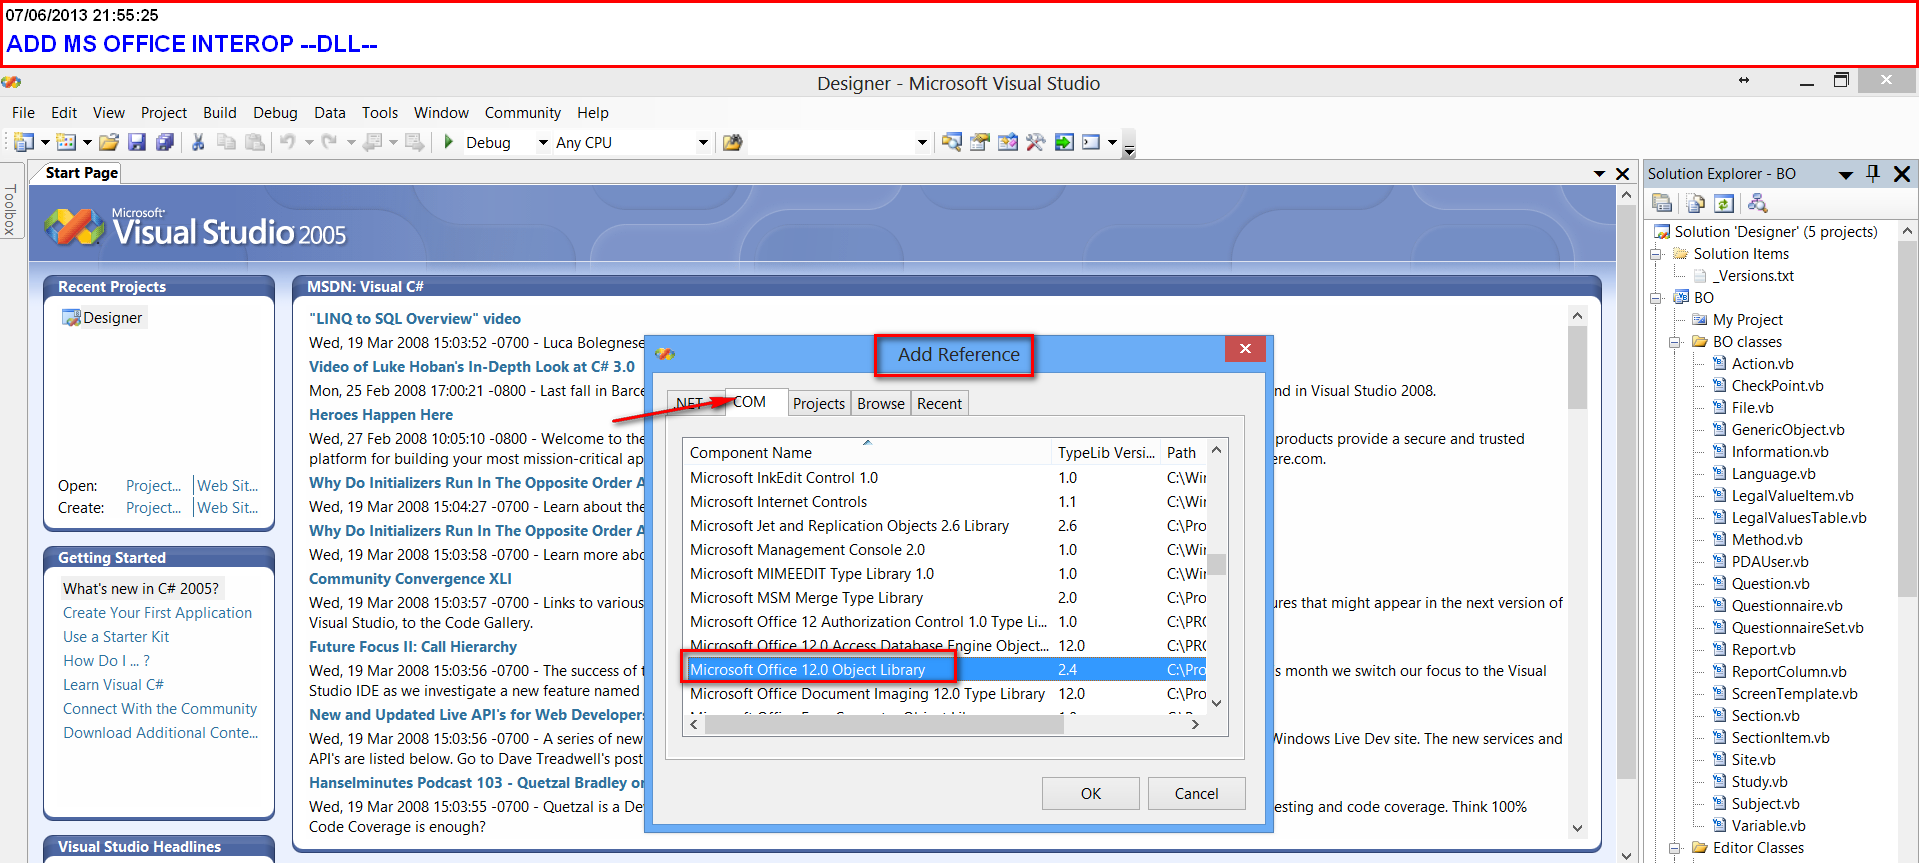 07/06/2013 21:55:25
ADD MS OFFICE INTEROP --DLL--
Designer - Microsoft Visual Studio
File Edit View Project Build Debug Data Tools Window Community Help
Debug Any CPU
Toolbox
Start Page
Microsoft
Visual Studio 2005
Recent Projects
Designer
Open: Project... Web Sit...
Create: Project... Web Sit...
Getting Started
What's new in C# 2005?
Create Your First Application
Use a Starter Kit
How Do I ... ?
Learn Visual C#
Connect With the Community
Download Additional Conte...
Visual Studio Headlines
MSDN: Visual C#
"LINQ to SQL Overview" video
Wed, 19 Mar 2008 15:03:52 -0700 - Luca Bolegnese
Video of Luke Hoban's In-Depth Look at C# 3.0
Mon, 25 Feb 2008 17:00:21 -0800 - Last fall in Barce nd in Visual Studio 2008.
Heroes Happen Here
Wed, 27 Feb 2008 10:05:10 -0800 - Welcome to the products provide a secure and trusted
platform for building your most mission-critical ap ere.com.
Why Do Initializers Run In The Opposite Order A
Wed, 19 Mar 2008 15:04:27 -0700 - Learn about the
Why Do Initializers Run In The Opposite Order A
Wed, 19 Mar 2008 15:03:58 -0700 - Learn more abo
Community Convergence XLI
Wed, 19 Mar 2008 15:03:57 -0700 - Links to various ures that might appear in the next version of
Visual Studio, to the Code Gallery.
Future Focus II: Call Hierarchy
Wed, 19 Mar 2008 15:03:56 -0700 - The success of t s month we switch our focus to the Visual
Studio IDE as we investigate a new feature named
New and Updated Live API's for Web Developers
Wed, 19 Mar 2008 15:03:56 -0700 - A series of new Windows Live Dev site. The new services and
API's are listed below. Go to Dave Treadwell's post
Hanselminutes Podcast 103 - Quetzal Bradley or
Wed, 19 Mar 2008 15:03:55 -0700 - Quetzal is a De esting and code coverage. Think 100%
Code Coverage is enough?
Add Reference
.NET COM Projects Browse Recent
Component Name TypeLib Versi... Path
Microsoft InkEdit Control 1.0 1.0 C:\Wir
Microsoft Internet Controls 1.1 C:\Wir
Microsoft Jet and Replication Objects 2.6 Library 2.6 C:\Pro
Microsoft Management Console 2.0 1.0 C:\Wir
Microsoft MIMEEDIT Type Library 1.0 1.0 C:\Wir
Microsoft MSM Merge Type Library 2.0 C:\Pro
Microsoft Office 12 Authorization Control 1.0 Type Li... 1.0 C:\PRC
Microsoft Office 12.0 Access Database Engine Object... 12.0 C:\PRC
Microsoft Office 12.0 Object Library 2.4 C:\Pro
Microsoft Office Document Imaging 12.0 Type Library 12.0 C:\Pro
OK Cancel
Solution Explorer - BO
Solution 'Designer' (5 projects)
Solution Items
_Versions.txt
BO
My Project
BO classes
Action.vb
CheckPoint.vb
File.vb
GenericObject.vb
Information.vb
Language.vb
LegalValueItem.vb
LegalValuesTable.vb
Method.vb
PDAUser.vb
Question.vb
Questionnaire.vb
QuestionnaireSet.vb
Report.vb
ReportColumn.vb
ScreenTemplate.vb
Section.vb
SectionItem.vb
Site.vb
Study.vb
Subject.vb
Variable.vb
Editor Classes